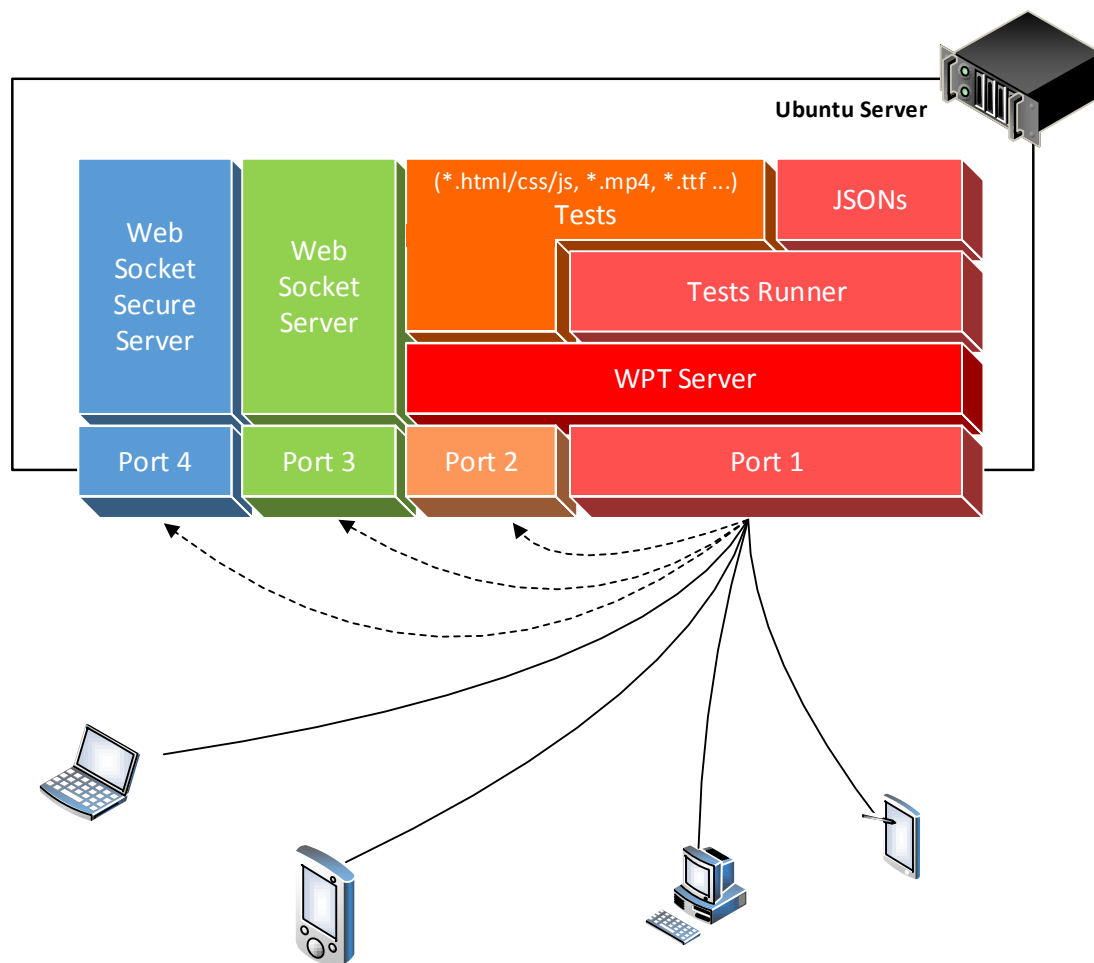 Ubuntu Server
(*.html/css/js, *.mp4, *.ttf ...)
Tests
JSONs
Web
Socket
Secure
Server
Web
Socket
Server
Tests Runner
WPT Server
Port 4
Port 3
Port 2
Port 1